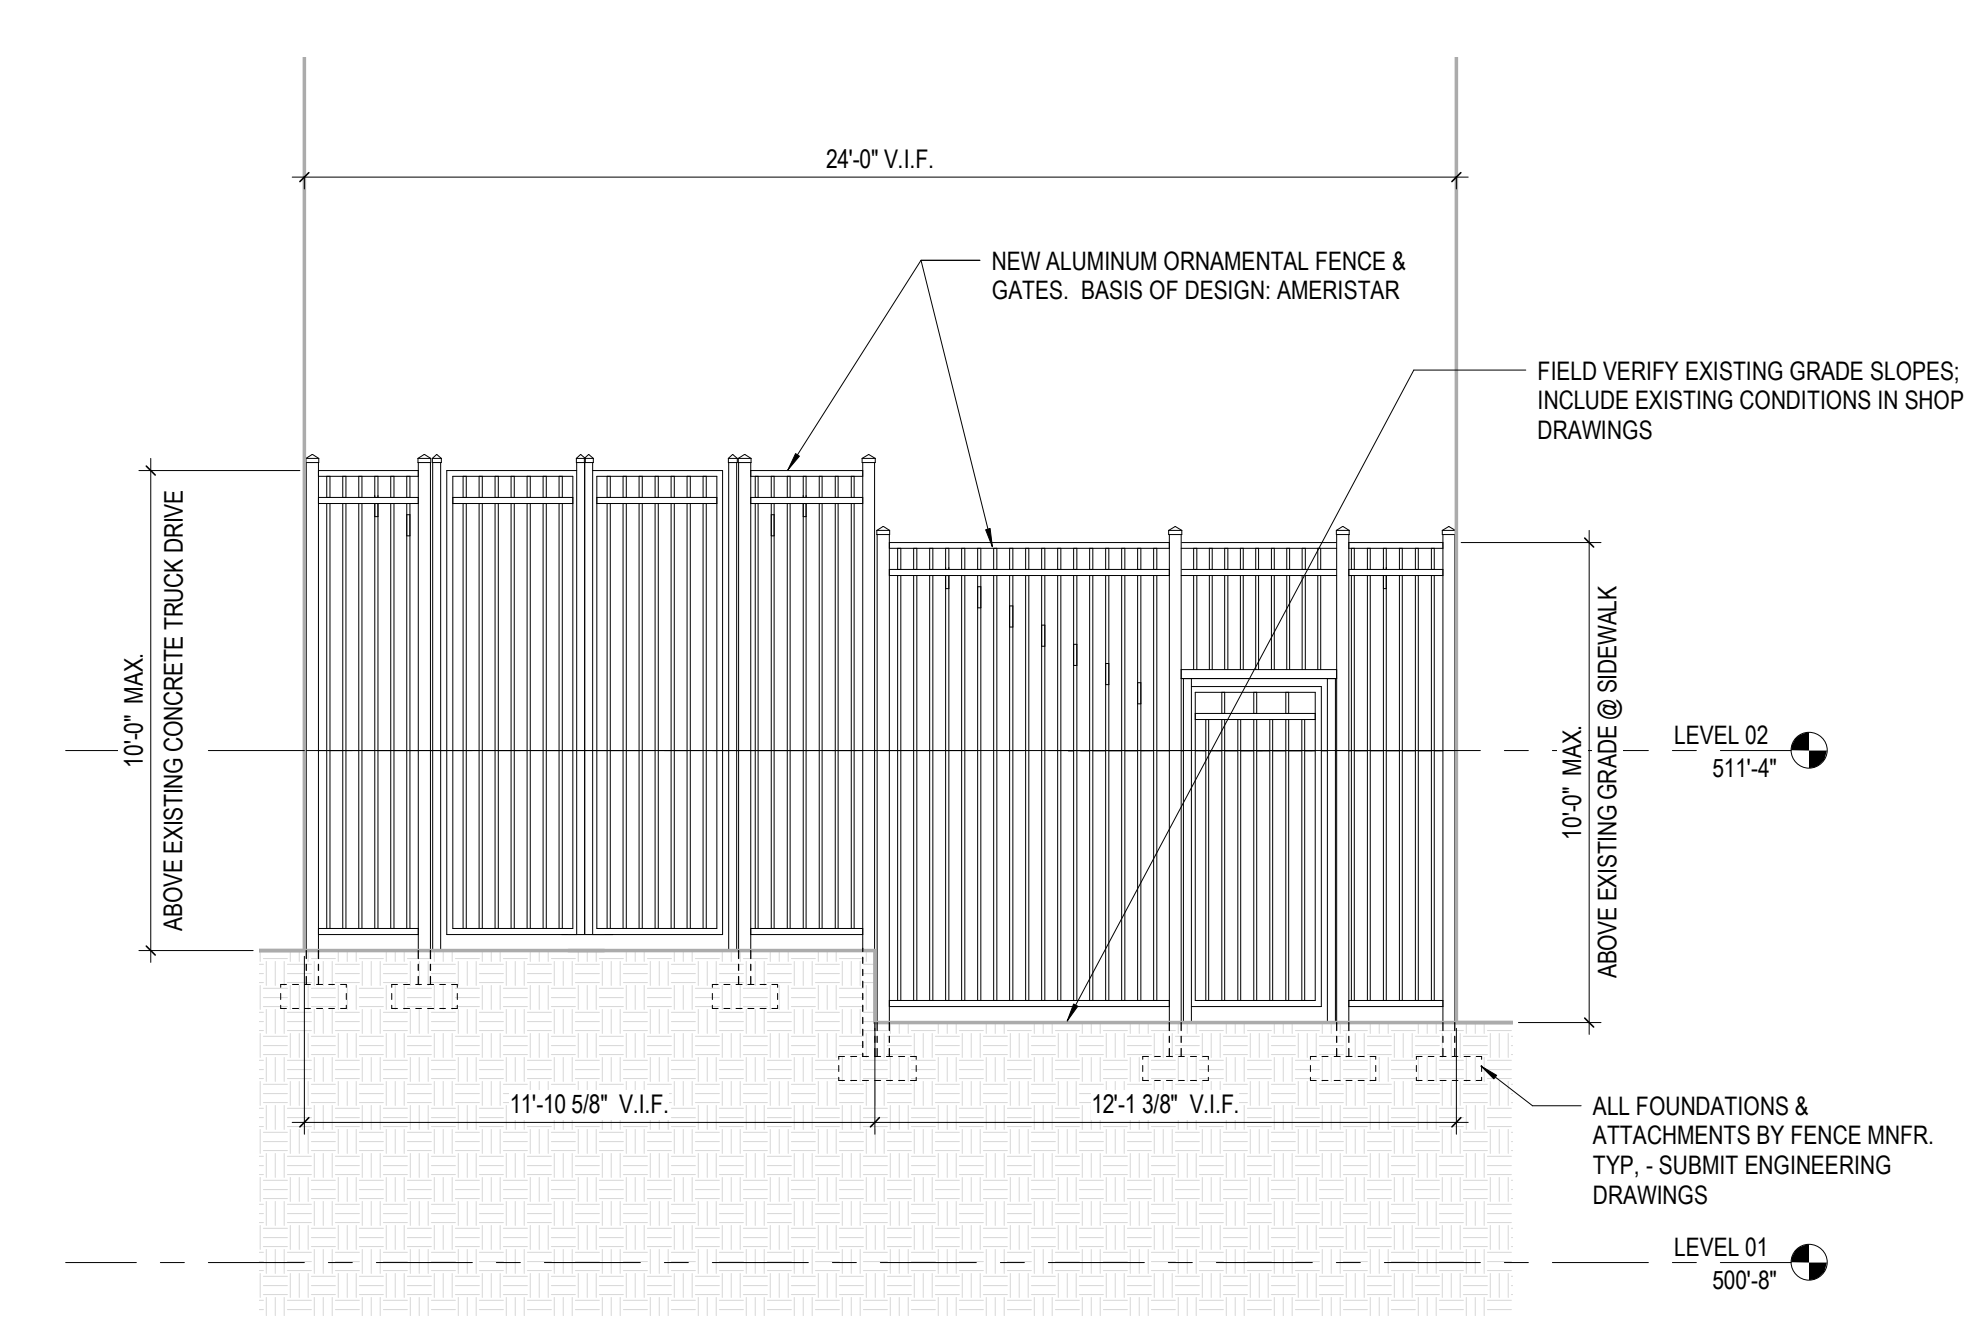 24'-0" V.I.F.
NEW ALUMINUM ORNAMENTAL FENCE &
GATES.  BASIS OF DESIGN: AMERISTAR
FIELD VERIFY EXISTING GRADE SLOPES;
INCLUDE EXISTING CONDITIONS IN SHOP
DRAWINGS
10'-0"  MAX.
ABOVE EXISTING CONCRETE TRUCK DRIVE
10'-0"  MAX.
ABOVE EXISTING GRADE @ SIDEWALK
LEVEL 02
511'-4"
11'-10 5/8"  V.I.F.
12'-1 3/8"  V.I.F.
ALL FOUNDATIONS &
ATTACHMENTS BY FENCE MNFR.
TYP, - SUBMIT ENGINEERING
DRAWINGS
LEVEL 01
500'-8"